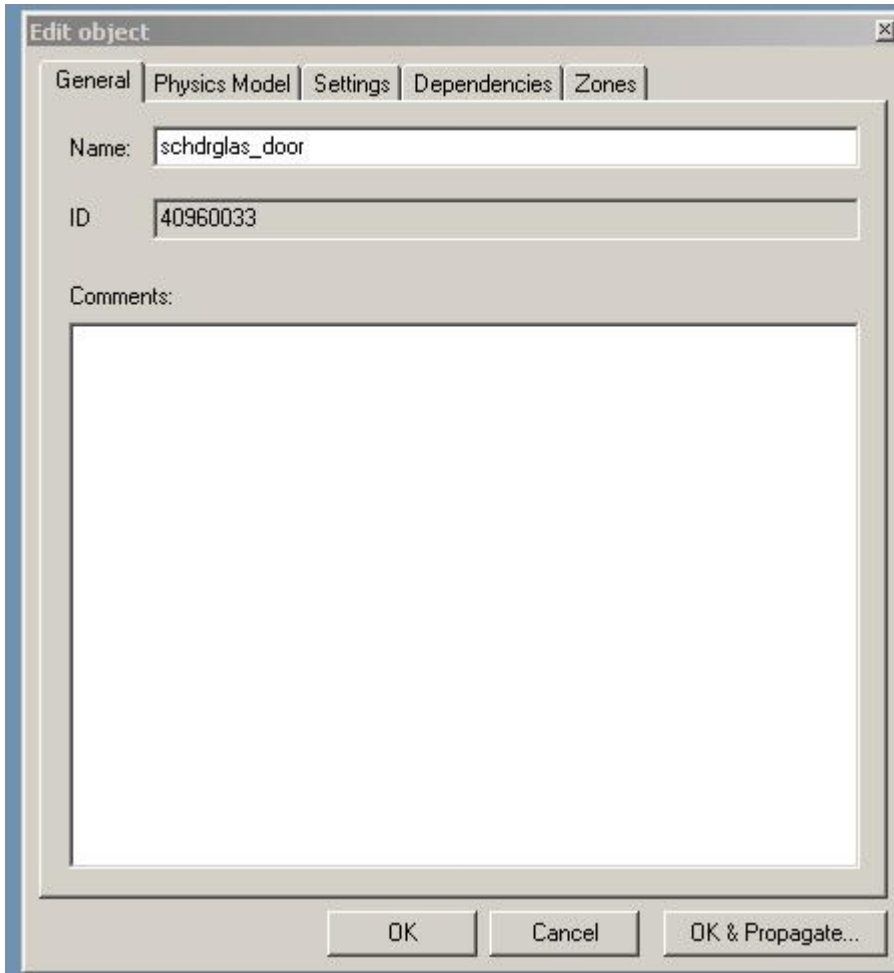 Edit object
General Physics Model Settings Dependencies Zones
Name: schdrglas_door
ID 40960033
Comments:
OK Cancel OK & Propagate...